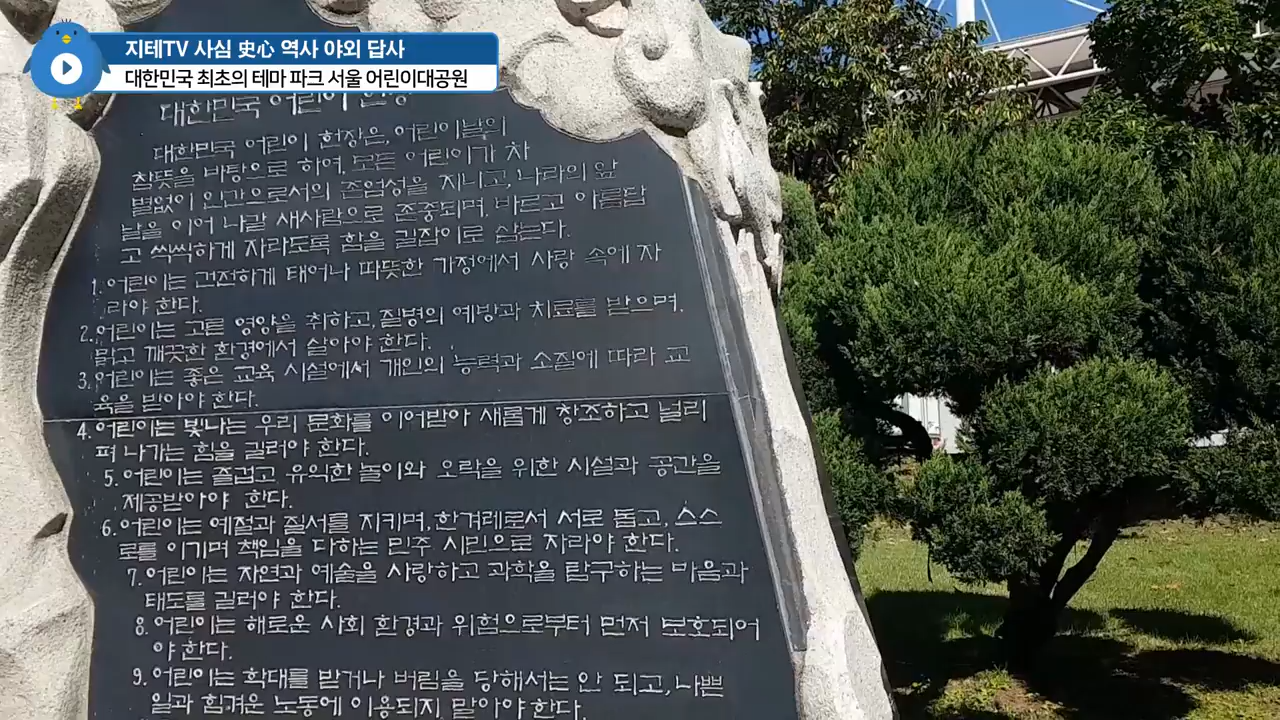 지테TV 사심 史心 역사 야외 답사
대한민국 최초의 테마 파크 서울 어린이대공원
대한민국 어린이 헌장
대한민국 어린이 헌장은, 어린이날의
참뜻을 바탕으로 하여, 모든 어린이가 차
별없이 인간으로서의 존엄성을 지니고, 나라의 앞
날을 이어 나갈 새사람으로 존중되며, 바르고 아름답
고 씩씩하게 자라도록 함을 길잡이로 삼는다.
1. 어린이는 건전하게 태어나 따뜻한 가정에서 사랑 속에 자
라야 한다.
2. 어린이는 고른 영양을 취하고, 질병의 예방과 치료를 받으며,
맑고 깨끗한 환경에서 살아야 한다.
3. 어린이는 좋은 교육 시설에서 개인의 능력과 소질에 따라 교
육을 받아야 한다.
4. 어린이는 빛나는 우리 문화를 이어받아 새롭게 창조하고 널리
펴 나가는 힘을 길러야 한다.
5. 어린이는 즐겁고 유익한 놀이와 오락을 위한 시설과 공간을
제공받아야 한다.
6. 어린이는 예절과 질서를 지키며, 한겨레로서 서로 돕고, 스스
로를 이기며 책임을 다하는 민주 시민으로 자라야 한다.
7. 어린이는 자연과 예술을 사랑하고 과학을 탐구하는 마음과
태도를 길러야 한다.
8. 어린이는 해로운 사회 환경과 위험으로부터 먼저 보호되어
야 한다.
9. 어린이는 학대를 받거나 버림을 당해서는 안 되고, 나쁜
일과 힘겨운 노동에 이용되지 말아야 한다.